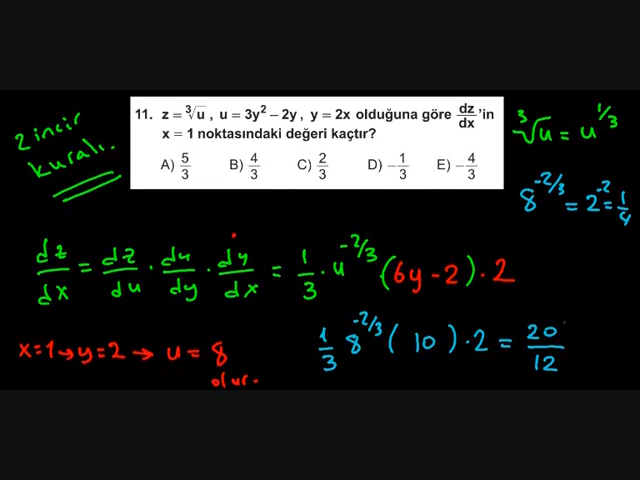 11. z = ∛u , u = 3y² – 2y , y = 2x olduğuna göre dz/dx 'in
x = 1 noktasındaki değeri kaçtır?
A) 5/3 B) 4/3 C) 2/3 D) –1/3 E) –4/3
Zincir
kuralı.
∛u = u^1/3
8^-2/3 = 2^-2 = 1/4
dz/dx = dz/du · du/dy · dy/dx = 1/3 · u^-2/3 (6y – 2) · 2
x=1 → y=2 → u = 8
olur.
1/3 8^-2/3 ( 10 ) · 2 = 20/12